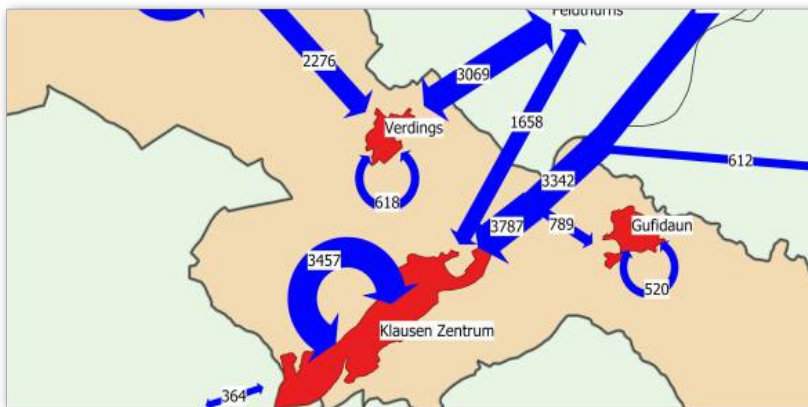 Feldthurns
2276
3069
1658
Verdings
612
3342
618
3787
789
Gufidaun
3457
520
Klausen Zentrum
364